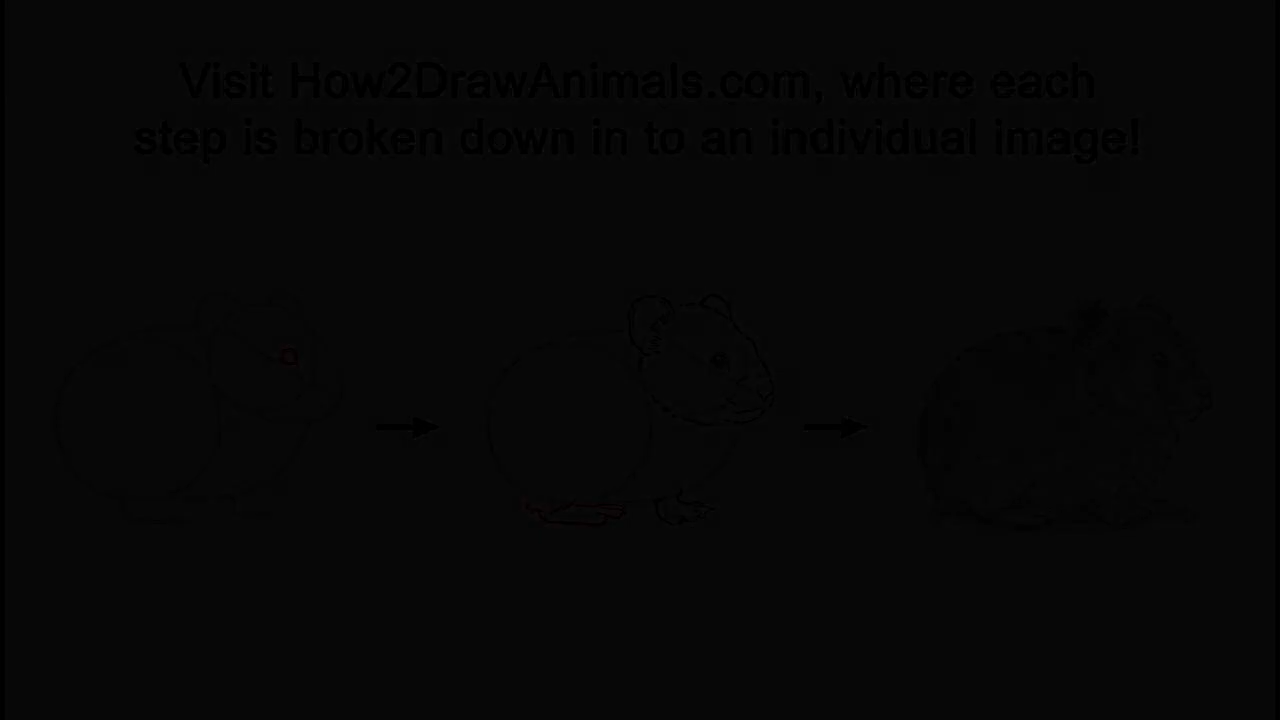 Visit How2DrawAnimals.com, where each
step is broken down in to an individual image!